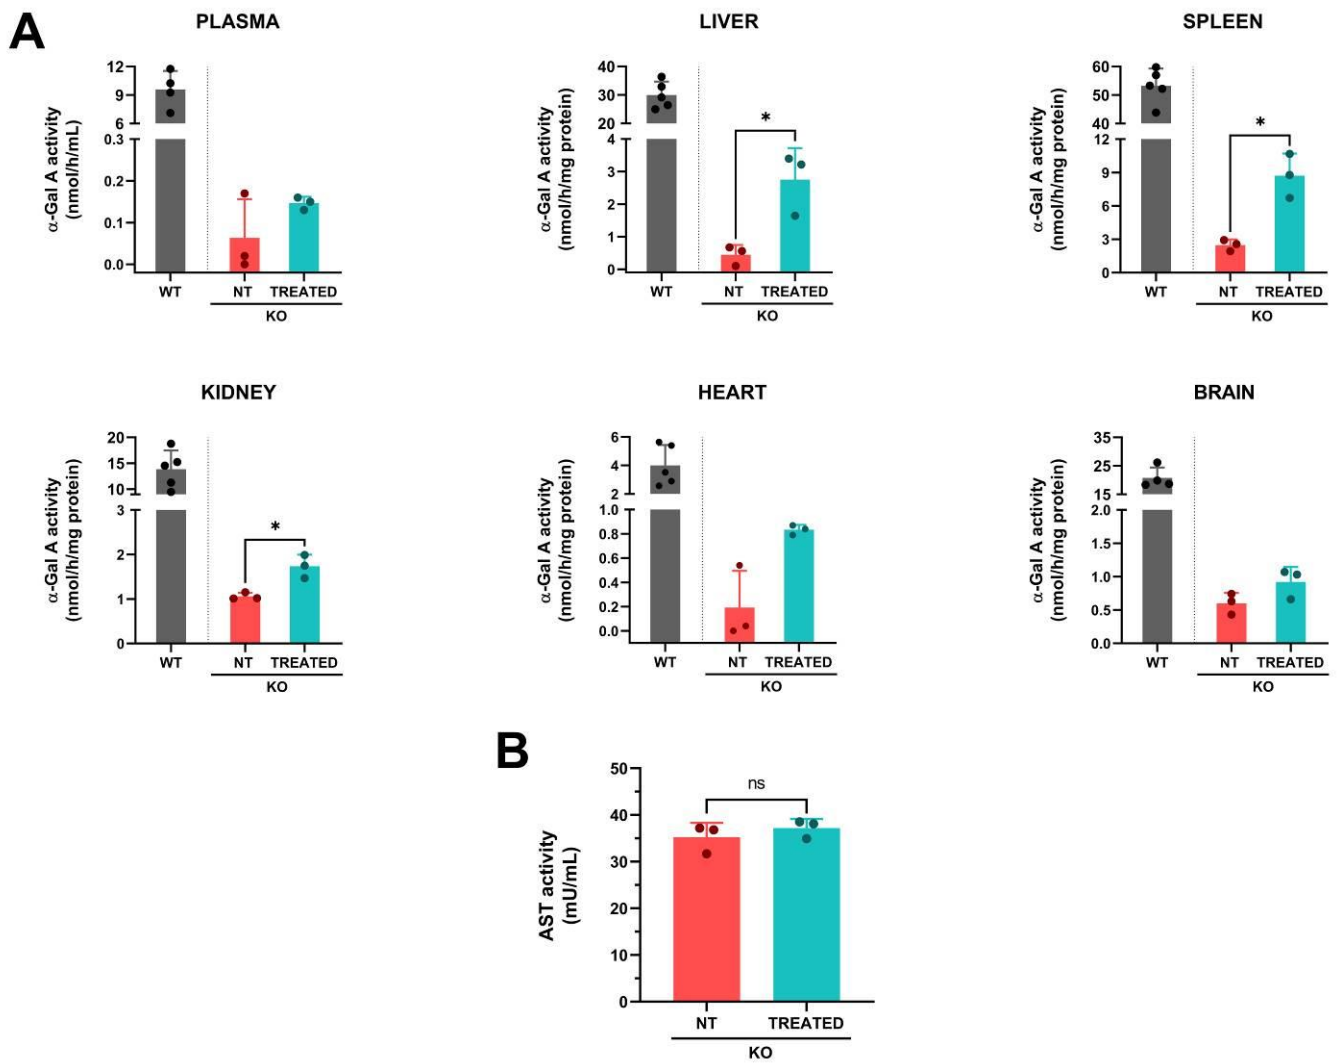 A
PLASMA
α-Gal A activity
(nmol/h/mL)
12
9
6
0.3
0.2
0.1
0.0
WT
NT
TREATED
KO
LIVER
α-Gal A activity
(nmol/h/mg protein)
40
30
20
4
3
2
1
0
*
WT
NT
TREATED
KO
SPLEEN
α-Gal A activity
(nmol/h/mg protein)
60
50
40
12
9
6
3
0
*
WT
NT
TREATED
KO
KIDNEY
α-Gal A activity
(nmol/h/mg protein)
20
15
10
3
2
1
0
*
WT
NT
TREATED
KO
HEART
α-Gal A activity
(nmol/h/mg protein)
6
4
2
1.0
0.8
0.6
0.4
0.2
0.0
WT
NT
TREATED
KO
BRAIN
α-Gal A activity
(nmol/h/mg protein)
35
25
15
2.0
1.5
1.0
0.5
0.0
WT
NT
TREATED
KO
B
AST activity
(mU/mL)
50
40
30
20
10
0
ns
NT
TREATED
KO